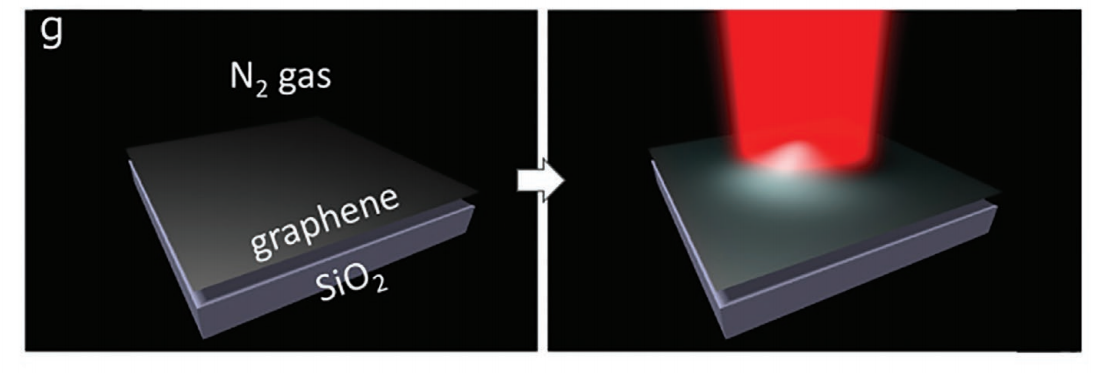 g
N₂ gas
graphene
SiO₂